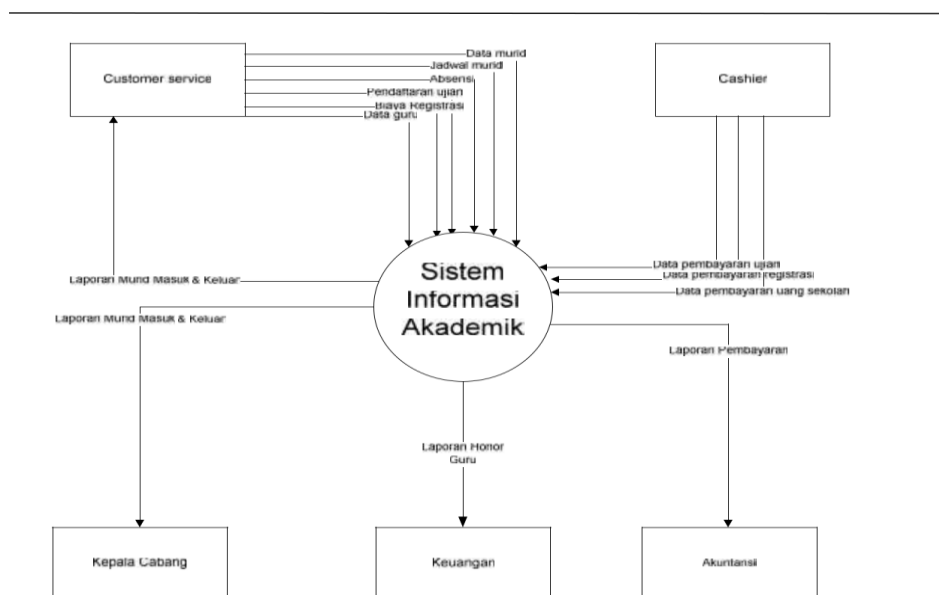 Customer service
Data murid
Jadwal murid
Absensi
Pendaftaran ujian
Biaya Registrasi
Data guru
Cashier
Sistem
Informasi
Akademik
Data pembayaran ujian
Data pembayaran registrasi
Data pembayaran uang sekolah
Laporan Murid Masuk & Keluar
Laporan Murid Masuk & Keluar
Laporan Pembayaran
Laporan Honor
Guru
Kepala Cabang
Keuangan
Akuntansi